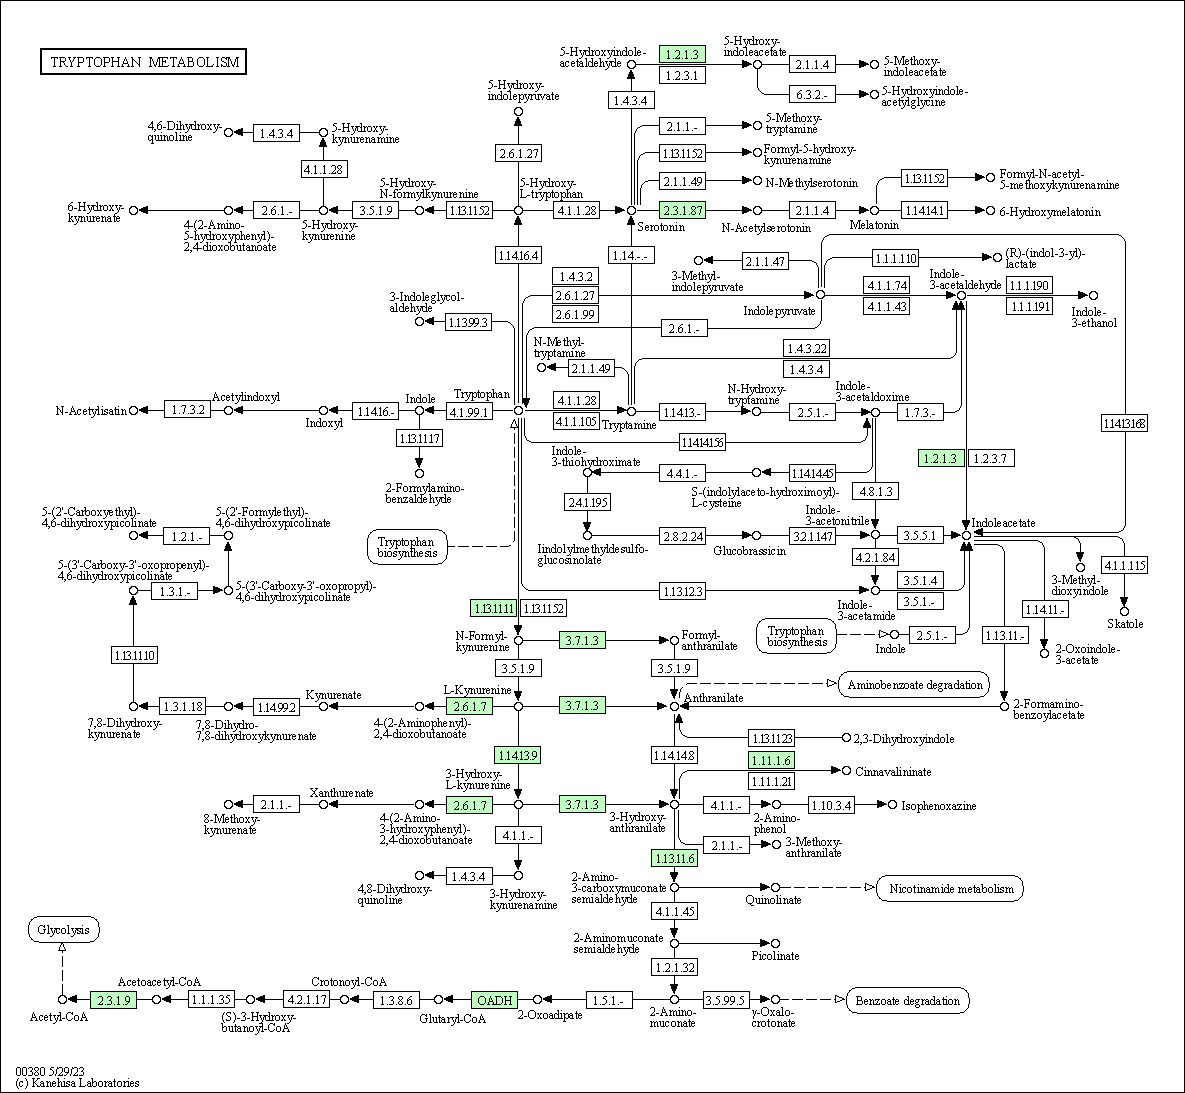 TRYPTOPHAN METABOLISM
5-Hydroxyindole-
acetaldehyde
1.2.1.3
1.2.3.1
5-Hydroxy-
indoleacetate
2.1.1.4
5-Methoxy-
indoleacetate
6.3.2.-
5-Hydroxyindole-
acetylglycine
5-Hydroxy-
indolepyruvate
1.4.3.4
4,6-Dihydroxy-
quinoline
1.4.3.4
5-Hydroxy-
kynurenamine
2.1.1.-
5-Methoxy-
tryptamine
2.6.1.27
1.13.11.52
Formyl-5-hydroxy-
kynurenamine
4.1.1.28
2.1.1.49
N-Methylserotonin
1.13.11.52
Formyl-N-acetyl-
5-methoxykynurenamine
5-Hydroxy-
N-formylkynurenine
5-Hydroxy-
L-tryptophan
6-Hydroxy-
kynurenate
2.6.1.-
3.5.1.9
1.13.11.52
4.1.1.28
2.3.1.87
2.1.1.4
1.14.14.1
6-Hydroxymelatonin
4-(2-Amino-
5-hydroxyphenyl)-
2,4-dioxobutanoate
5-Hydroxy-
kynurenine
Serotonin
N-Acetylserotonin
Melatonin
1.14.16.4
1.14.-.-
2.1.1.47
1.1.1.110
(R)-(indol-3-yl)-
lactate
3-Methyl-
indolepyruvate
1.4.3.2
2.6.1.27
2.6.1.99
4.1.1.74
4.1.1.43
Indole-
3-acetaldehyde
1.1.1.190
1.1.1.191
Indole-
3-ethanol
3-Indoleglycol-
aldehyde
1.13.99.3
Indolepyruvate
2.6.1.-
N-Methyl-
tryptamine
2.1.1.49
1.4.3.22
1.4.3.4
N-Acetylisatin
1.7.3.2
Acetylindoxyl
Indoxyl
1.14.16.-
Indole
4.1.99.1
Tryptophan
4.1.1.28
4.1.1.105
Tryptamine
1.14.13.-
N-Hydroxy-
tryptamine
2.5.1.-
Indole-
3-acetaldoxime
1.7.3.-
1.14.13.168
1.13.11.7
1.14.14.156
2-Formylamino-
benzaldehyde
Indole-
3-thiohydroximate
4.4.1.-
1.14.14.45
1.2.1.3
1.2.3.7
S-(indolylaceto-hydroximoyl)-
L-cysteine
2.4.1.195
4.8.1.3
5-(2'-Carboxyethyl)-
4,6-dihydroxypicolinate
5-(2'-Formylethyl)-
4,6-dihydroxypicolinate
1.2.1.-
Tryptophan
biosynthesis
Indole-
3-acetonitrile
Indoleacetate
2.8.2.24
3.2.1.147
3.5.5.1
Iindolylmethyldesulfo-
glucosinolate
Glucobrassicin
4.2.1.84
4.1.1.115
5-(3'-Carboxy-3'-oxopropenyl)-
4,6-dihydroxypicolinate
1.3.1.-
5-(3'-Carboxy-3'-oxopropyl)-
4,6-dihydroxypicolinate
1.13.12.3
3.5.1.4
3.5.1.-
3-Methyl-
dioxyindole
Indole-
3-acetamide
1.14.11.-
Skatole
1.13.11.11
1.13.11.52
Tryptophan
biosynthesis
Indole
2.5.1.-
1.13.11.-
2-Oxoindole-
3-acetate
N-Formyl-
kynurenine
3.7.1.3
Formyl-
anthranilate
1.13.11.10
3.5.1.9
3.5.1.9
Aminobenzoate degradation
7,8-Dihydroxy-
kynurenate
1.3.1.18
7,8-Dihydro-
7,8-dihydroxykynurenate
1.14.99.2
Kynurenate
4-(2-Aminophenyl)-
2,4-dioxobutanoate
2.6.1.7
L-Kynurenine
3.7.1.3
Anthranilate
2-Formamino-
benzoylacetate
1.13.11.23
2,3-Dihydroxyindole
1.14.13.9
1.14.14.8
1.11.1.6
1.11.1.21
Cinnavalininate
3-Hydroxy-
L-kynurenine
Xanthurenate
8-Methoxy-
kynurenate
2.1.1.-
4-(2-Amino-
3-hydroxyphenyl)-
2,4-dioxobutanoate
2.6.1.7
3.7.1.3
3-Hydroxy-
anthranilate
4.1.1.-
2-Amino-
phenol
1.10.3.4
Isophenoxazine
4.1.1.-
2.1.1.-
3-Methoxy-
anthranilate
1.13.11.6
4,8-Dihydroxy-
quinoline
1.4.3.4
3-Hydroxy-
kynurenamine
2-Amino-
3-carboxymuconate
semialdehyde
Quinolinate
Nicotinamide metabolism
4.1.1.45
Glycolysis
2-Aminomuconate
semialdehyde
Picolinate
1.2.1.32
Acetyl-CoA
2.3.1.9
Acetoacetyl-CoA
1.1.1.35
(S)-3-Hydroxy-
butanoyl-CoA
4.2.1.17
Crotonoyl-CoA
1.3.8.6
Glutaryl-CoA
OADH
2-Oxoadipate
1.5.1.-
2-Amino-
muconate
3.5.99.5
γ-Oxalo-
crotonate
Benzoate degradation
00380 5/29/23
(c) Kanehisa Laboratories